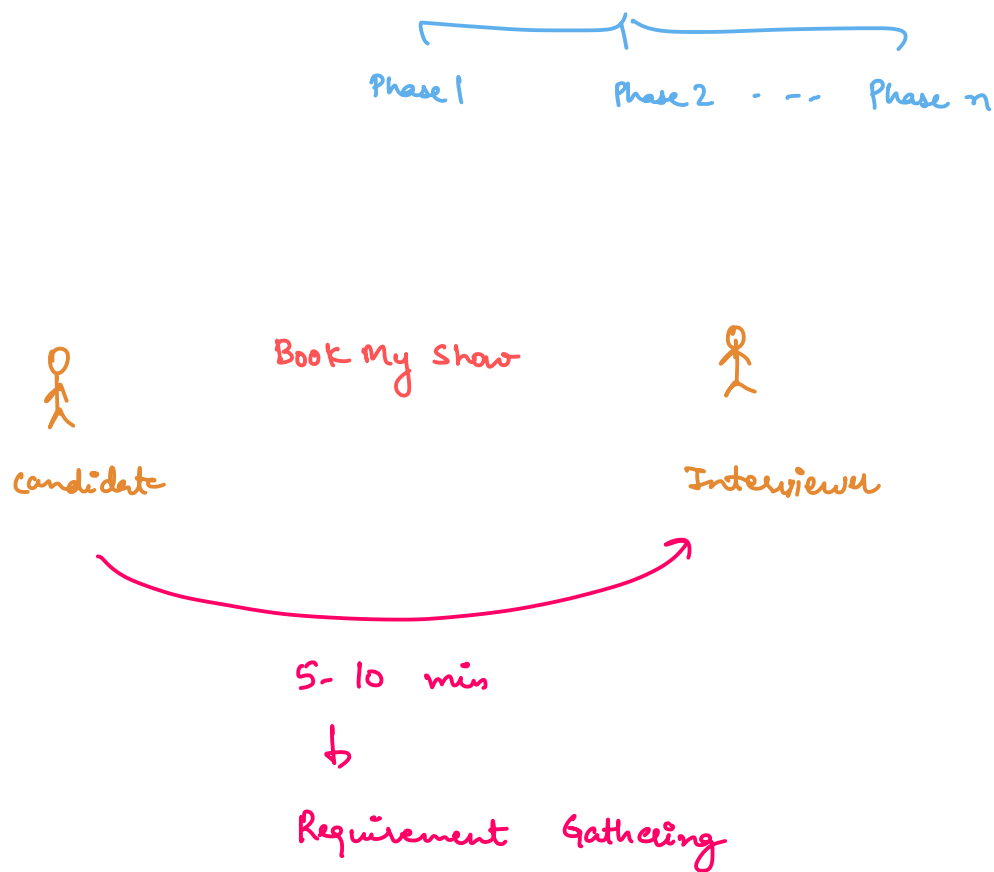 Phase 1 Phase 2 - -- Phase n
Book My Show
Candidate Interviewer
5-10 min
Requirement Gathering